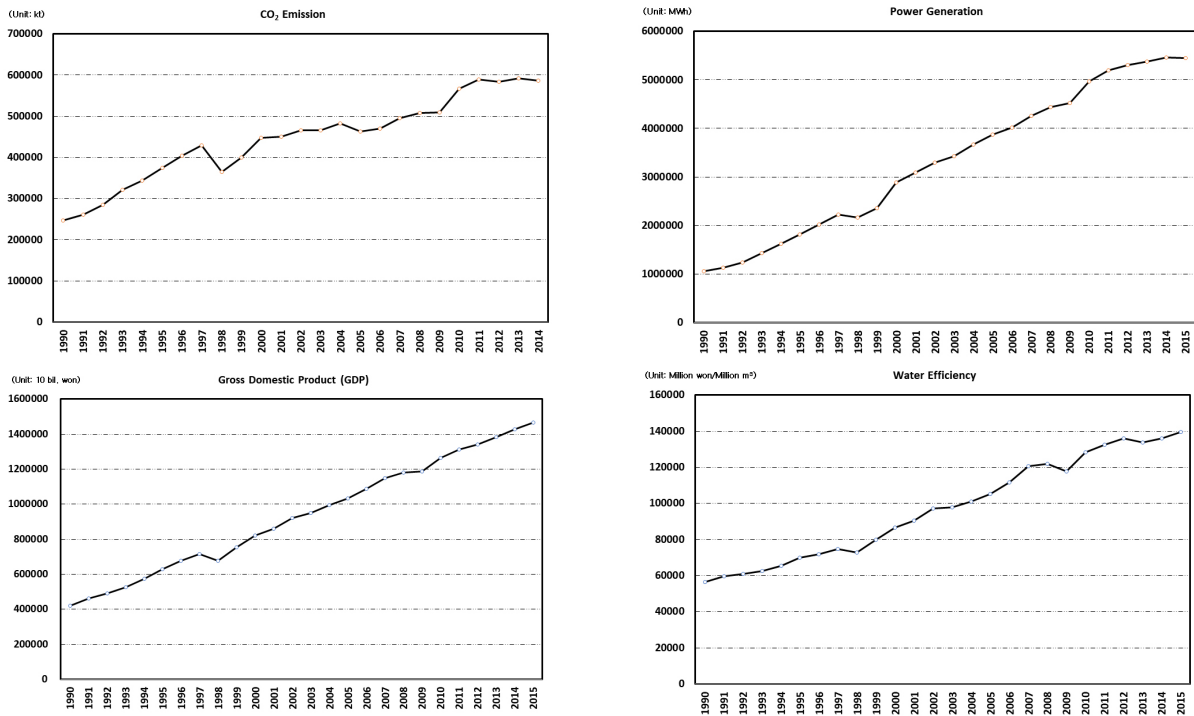 (Unit: kt)
CO₂ Emission
700000
600000
500000
400000
300000
200000
100000
0
1990 1991 1992 1993 1994 1995 1996 1997 1998 1999 2000 2001 2002 2003 2004 2005 2006 2007 2008 2009 2010 2011 2012 2013 2014
(Unit: MWh)
Power Generation
6000000
5000000
4000000
3000000
2000000
1000000
0
1990 1991 1992 1993 1994 1995 1996 1997 1998 1999 2000 2001 2002 2003 2004 2005 2006 2007 2008 2009 2010 2011 2012 2013 2014 2015
(Unit: 10 bil, won)
Gross Domestic Product (GDP)
1600000
1400000
1200000
1000000
800000
600000
400000
200000
0
1990 1991 1992 1993 1994 1995 1996 1997 1998 1999 2000 2001 2002 2003 2004 2005 2006 2007 2008 2009 2010 2011 2012 2013 2014 2015
(Unit: Million won/Million m³)
Water Efficiency
160000
140000
120000
100000
80000
60000
40000
20000
0
1990 1991 1992 1993 1994 1995 1996 1997 1998 1999 2000 2001 2002 2003 2004 2005 2006 2007 2008 2009 2010 2011 2012 2013 2014 2015